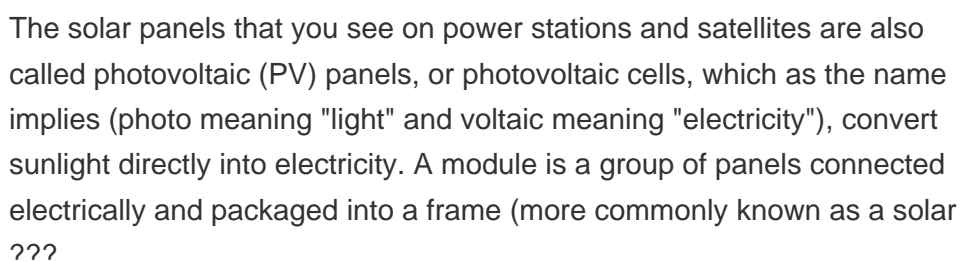 The solar panels that you see on power stations and satellites are also
called photovoltaic (PV) panels, or photovoltaic cells, which as the name
implies (photo meaning "light" and voltaic meaning "electricity"), convert
sunlight directly into electricity. A module is a group of panels connected
electrically and packaged into a frame (more commonly known as a solar
???